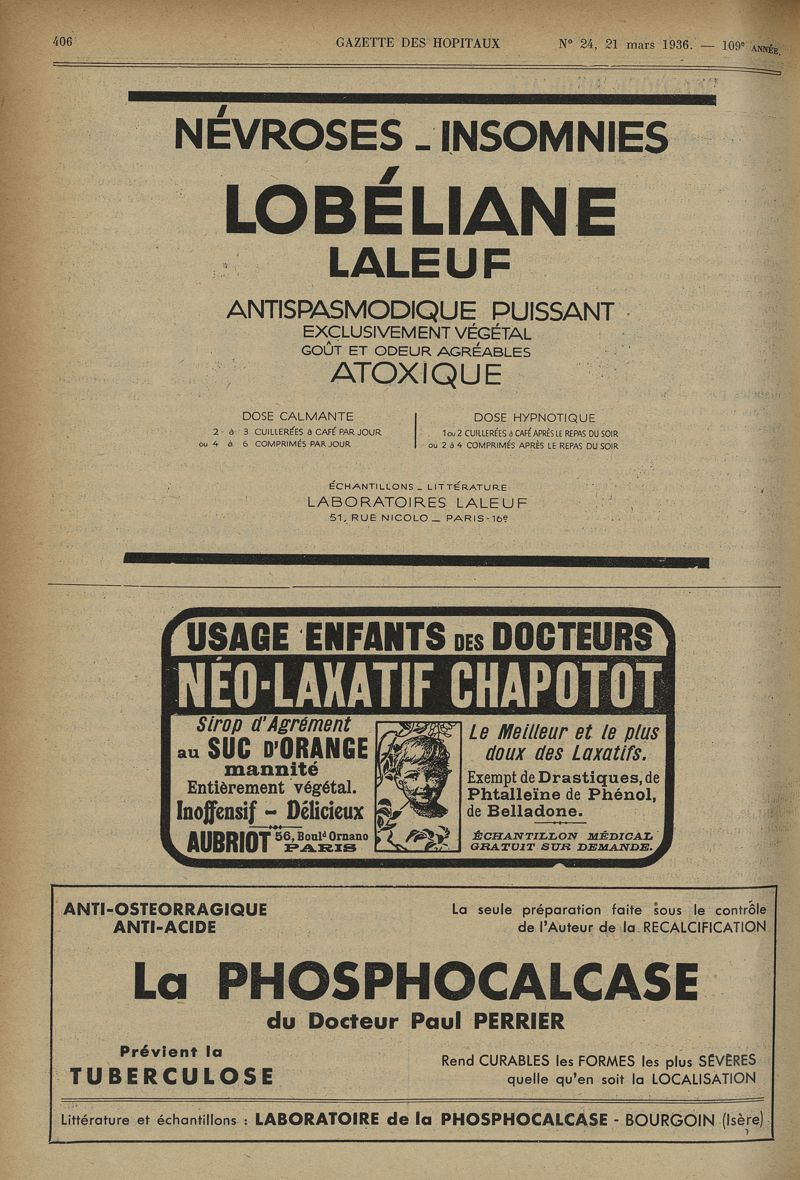 406 GAZETTE DES HOPITAUX N° 24, 21 mars 1936. — 109e ANNÉE.
NÉVROSES - INSOMNIES
LOBÉLIANE
LALEUF
ANTISPASMODIQUE PUISSANT
EXCLUSIVEMENT VÉGÉTAL
GOÛT ET ODEUR AGRÉABLES
ATOXIQUE
DOSE CALMANTE
2 à 3 CUILLERÉES à CAFÉ PAR JOUR
ou 4 à 6 COMPRIMÉS PAR JOUR
DOSE HYPNOTIQUE
1 ou 2 CUILLERÉES à CAFÉ APRÈS LE REPAS DU SOIR
ou 2 à 4 COMPRIMÉS APRÈS LE REPAS DU SOIR
ÉCHANTILLONS - LITTÉRATURE
LABORATOIRES LALEUF
51, RUE NICOLO - PARIS-16e
USAGE ENFANTS DES DOCTEURS
NÉO-LAXATIF CHAPOTOT
Sirop d'Agrément
au SUC D'ORANGE
mannité
Entièrement végétal.
Inoffensif - Délicieux
AUBRIOT 56, Bould Ornano
PARIS
Le Meilleur et le plus
doux des Laxatifs.
Exempt de Drastiques, de
Phtalleïne de Phénol,
de Belladone.
ÉCHANTILLON MÉDICAL
GRATUIT SUR DEMANDE.
ANTI-OSTEORRAGIQUE
ANTI-ACIDE
La seule préparation faite sous le contrôle
de l'Auteur de la RECALCIFICATION
La PHOSPHOCALCASE
du Docteur Paul PERRIER
Prévient la
TUBERCULOSE
Rend CURABLES les FORMES les plus SÉVÈRES
quelle qu'en soit la LOCALISATION
Littérature et échantillons : LABORATOIRE de la PHOSPHOCALCASE - BOURGOIN (Isère)